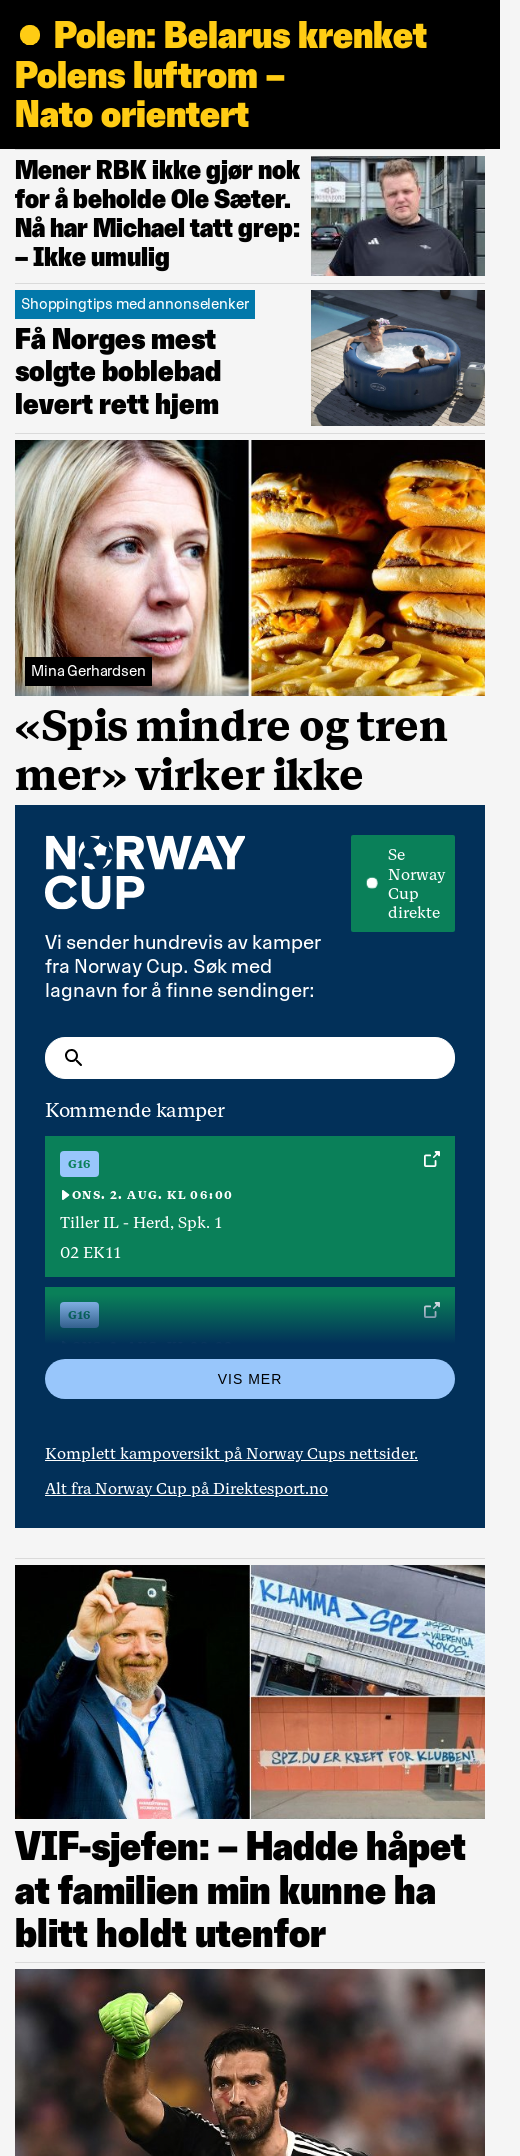 Polen: Belarus krenket
Polens luftrom –
Nato orientert
Mener RBK ikke gjør nok
for å beholde Ole Sæter.
Nå har Michael tatt grep:
– Ikke umulig
Shoppingtips med annonselenker
Få Norges mest
solgte boblebad
levert rett hjem
Mina Gerhardsen
«Spis mindre og tren
mer» virker ikke
NORWAY
CUP
Se
Norway
Cup
direkte
Vi sender hundrevis av kamper
fra Norway Cup. Søk med
lagnavn for å finne sendinger:
Kommende kamper
G16
ONS. 2. AUG. KL 06:00
Tiller IL - Herd, Spk. 1
02 EK11
G16
VIS MER
Komplett kampoversikt på Norway Cups nettsider.
Alt fra Norway Cup på Direktesport.no
KLAMMA > SPZ
SPZ.DU ER KREFT FOR KLUBBEN!
VIF-sjefen: – Hadde håpet
at familien min kunne ha
blitt holdt utenfor